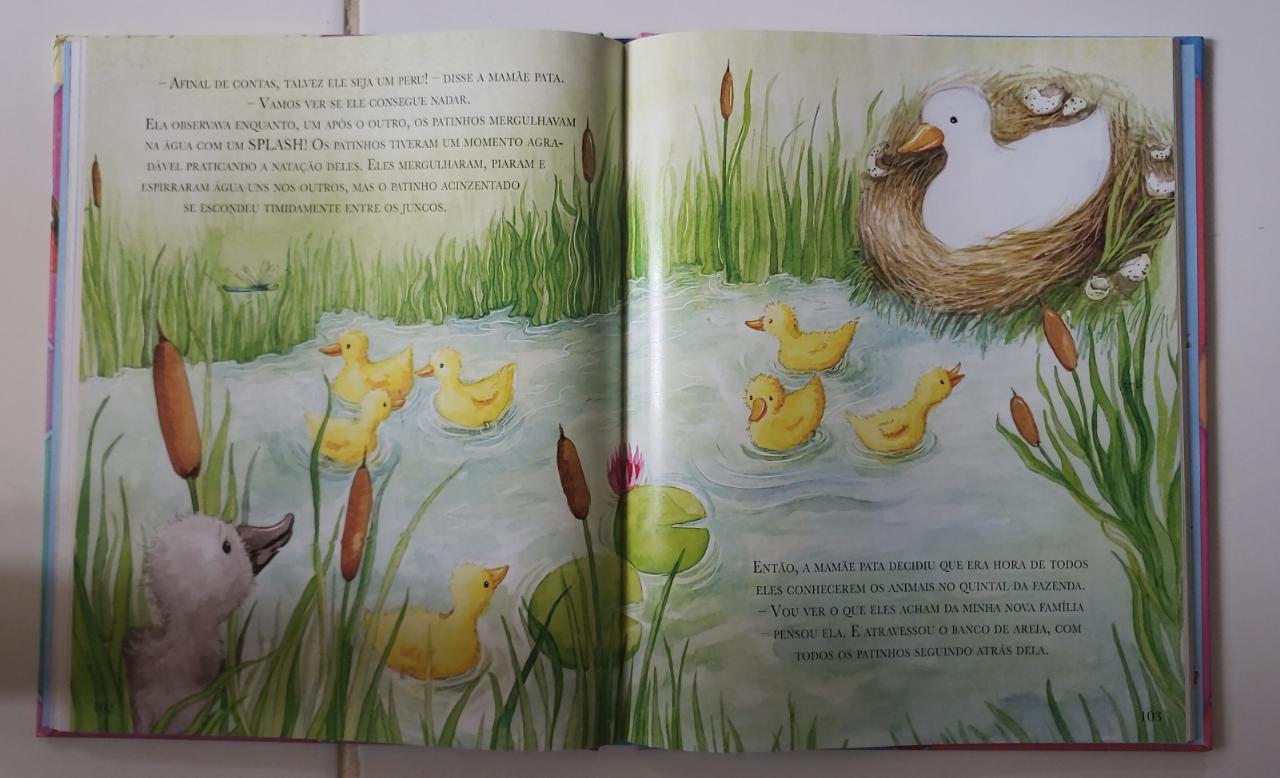 – Afinal de contas, talvez ele seja um peru! – disse a mamãe pata.
– Vamos ver se ele consegue nadar.
Ela observava enquanto, um após o outro, os patinhos mergulhavam
na água com um SPLASH! Os patinhos tiveram um momento agra-
dável praticando a natação deles. Eles mergulharam, piaram e
espirraram água uns nos outros, mas o patinho acinzentado
se escondeu timidamente entre os juncos.
102
Então, a mamãe pata decidiu que era hora de todos
eles conhecerem os animais no quintal da fazenda.
– Vou ver o que eles acham da minha nova família
– pensou ela. E atravessou o banco de areia, com
todos os patinhos seguindo atrás dela.
103